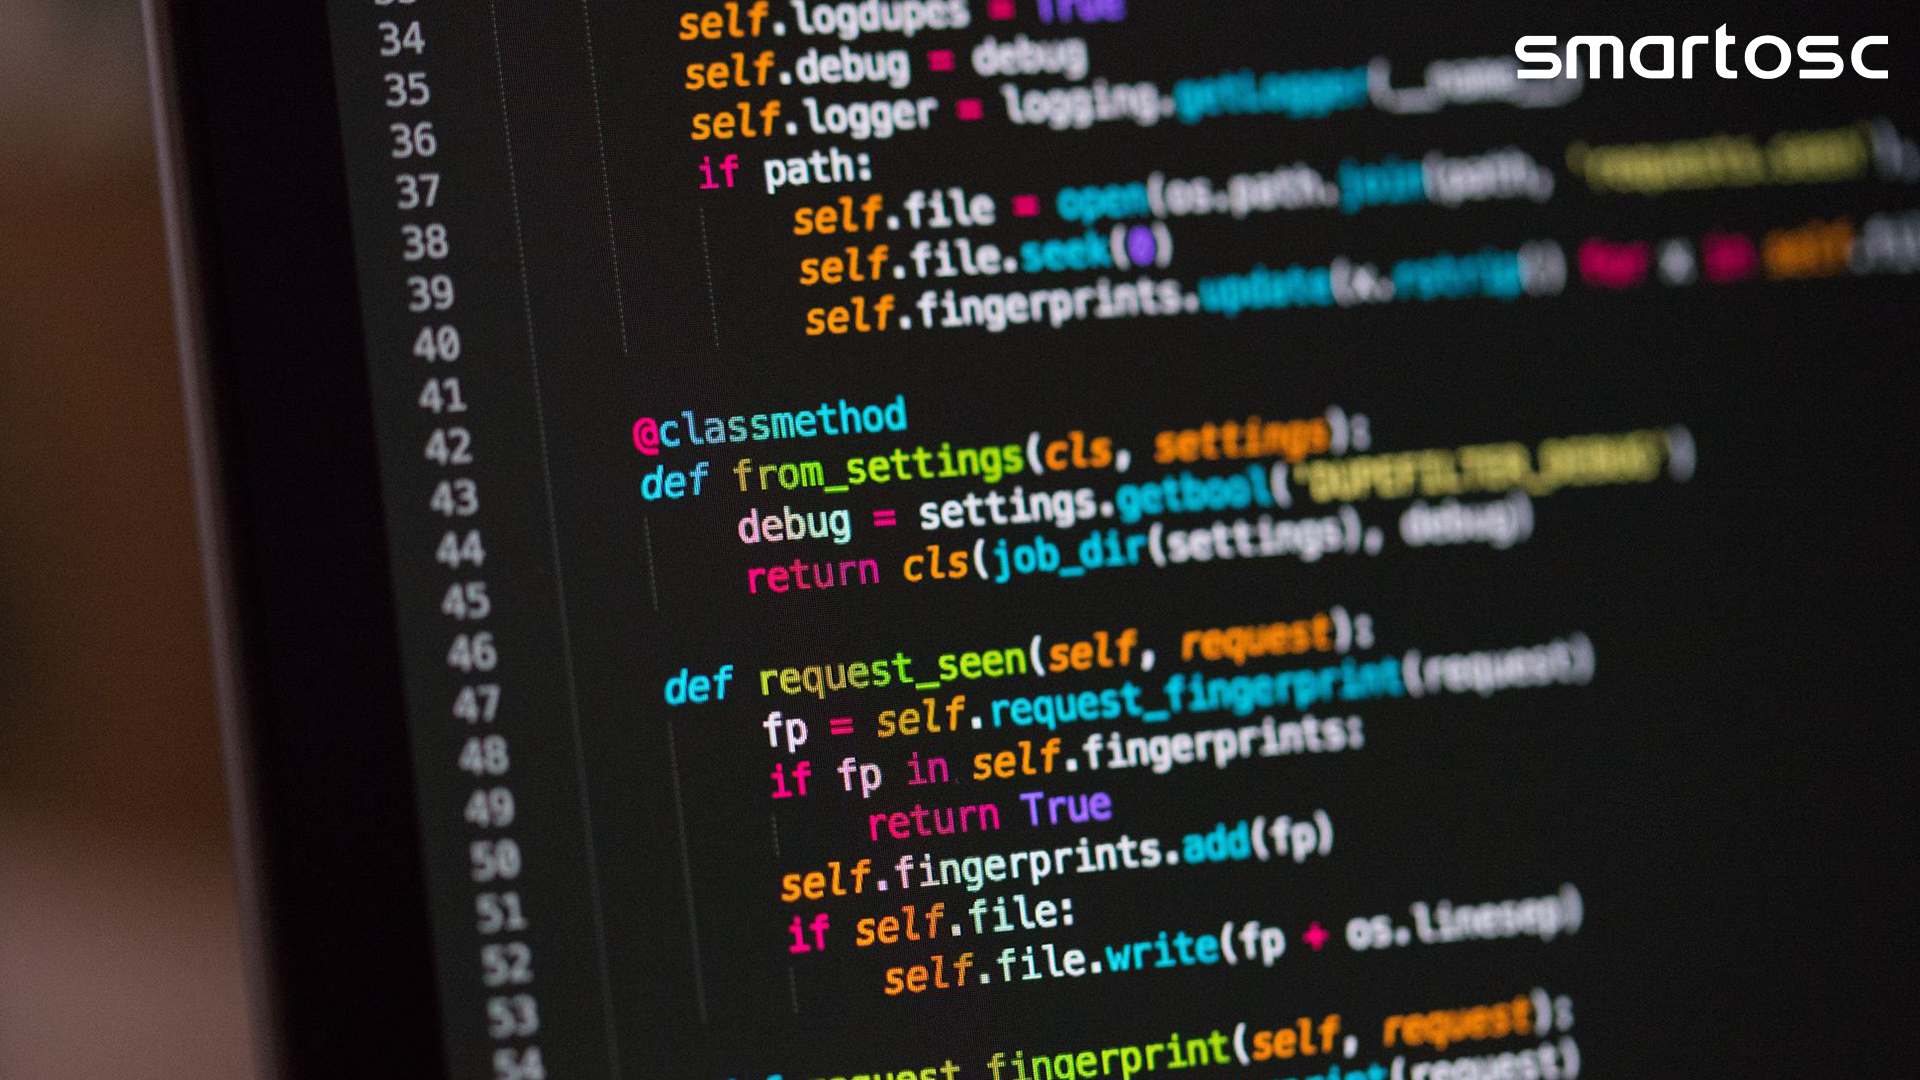 smartosc
34 self.logdupes = True
35 self.debug = debug
36 self.logger = logging.getLogger(__name__)
37 if path:
38 self.file = open(os.path.join(path, 'requests.seen'),
39 self.file.seek(0)
40 self.fingerprints.update(x.rstrip() for x in self.
41
42 @classmethod
43 def from_settings(cls, settings):
44 debug = settings.getbool('DUPEFILTER_DEBUG')
45 return cls(job_dir(settings), debug)
46
47 def request_seen(self, request):
48 fp = self.request_fingerprint(request)
49 if fp in self.fingerprints:
50 return True
51 self.fingerprints.add(fp)
52 if self.file:
53 self.file.write(fp + os.linesep)
54
request_fingerprint(self, request):
(request)